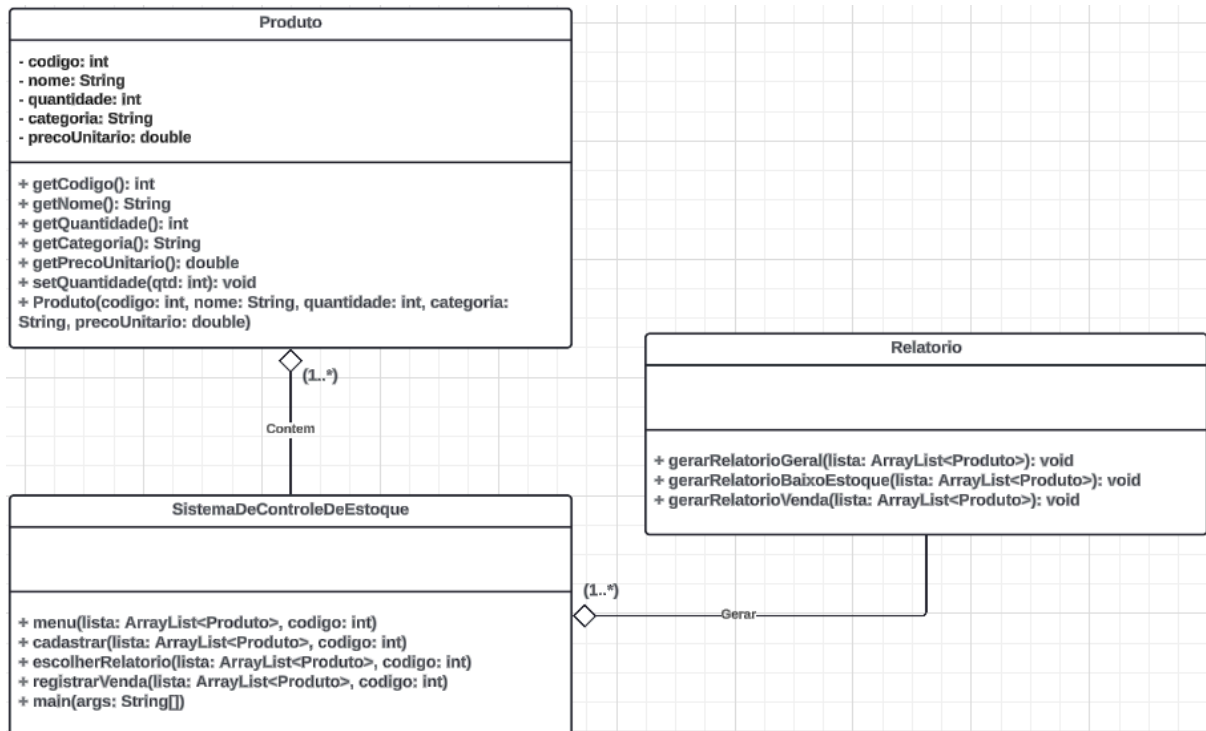 Produto
- codigo: int
- nome: String
- quantidade: int
- categoria: String
- precoUnitario: double
+ getCodigo(): int
+ getNome(): String
+ getQuantidade(): int
+ getCategoria(): String
+ getPrecoUnitario(): double
+ setQuantidade(qtd: int): void
+ Produto(codigo: int, nome: String, quantidade: int, categoria:
String, precoUnitario: double)
(1..*)
Contem
SistemaDeControleDeEstoque
+ menu(lista: ArrayList<Produto>, codigo: int)
+ cadastrar(lista: ArrayList<Produto>, codigo: int)
+ escolherRelatorio(lista: ArrayList<Produto>, codigo: int)
+ registrarVenda(lista: ArrayList<Produto>, codigo: int)
+ main(args: String[])
Relatorio
+ gerarRelatorioGeral(lista: ArrayList<Produto>): void
+ gerarRelatorioBaixoEstoque(lista: ArrayList<Produto>): void
+ gerarRelatorioVenda(lista: ArrayList<Produto>): void
(1..*)
Gerar